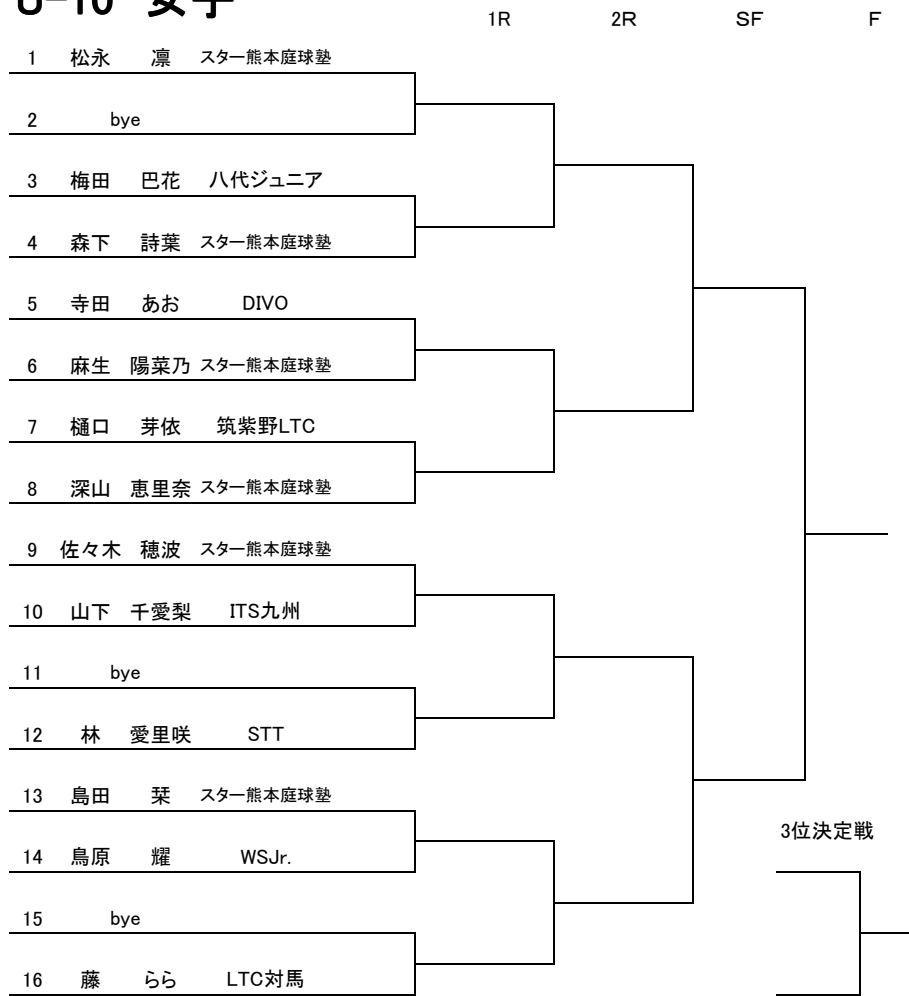 U-10 女子
1R 2R SF F
1 松永 凛 スター熊本庭球塾
2 bye
3 梅田 巴花 八代ジュニア
4 森下 詩葉 スター熊本庭球塾
5 寺田 あお DIVO
6 麻生 陽菜乃 スター熊本庭球塾
7 樋口 芽依 筑紫野LTC
8 深山 恵里奈 スター熊本庭球塾
9 佐々木 穂波 スター熊本庭球塾
10 山下 千愛梨 ITS九州
11 bye
12 林 愛里咲 STT
13 島田 栞 スター熊本庭球塾
14 鳥原 耀 WSJr.
3位決定戦
15 bye
16 藤 らら LTC対馬